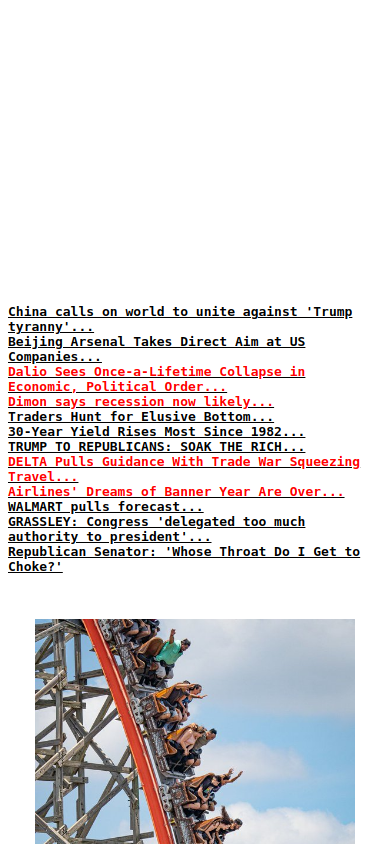 China calls on world to unite against 'Trump
tyranny'...
Beijing Arsenal Takes Direct Aim at US
Companies...
Dalio Sees Once-a-Lifetime Collapse in
Economic, Political Order...
Dimon says recession now likely...
Traders Hunt for Elusive Bottom...
30-Year Yield Rises Most Since 1982...
TRUMP TO REPUBLICANS: SOAK THE RICH...
DELTA Pulls Guidance With Trade War Squeezing
Travel...
Airlines' Dreams of Banner Year Are Over...
WALMART pulls forecast...
GRASSLEY: Congress 'delegated too much
authority to president'...
Republican Senator: 'Whose Throat Do I Get to
Choke?'